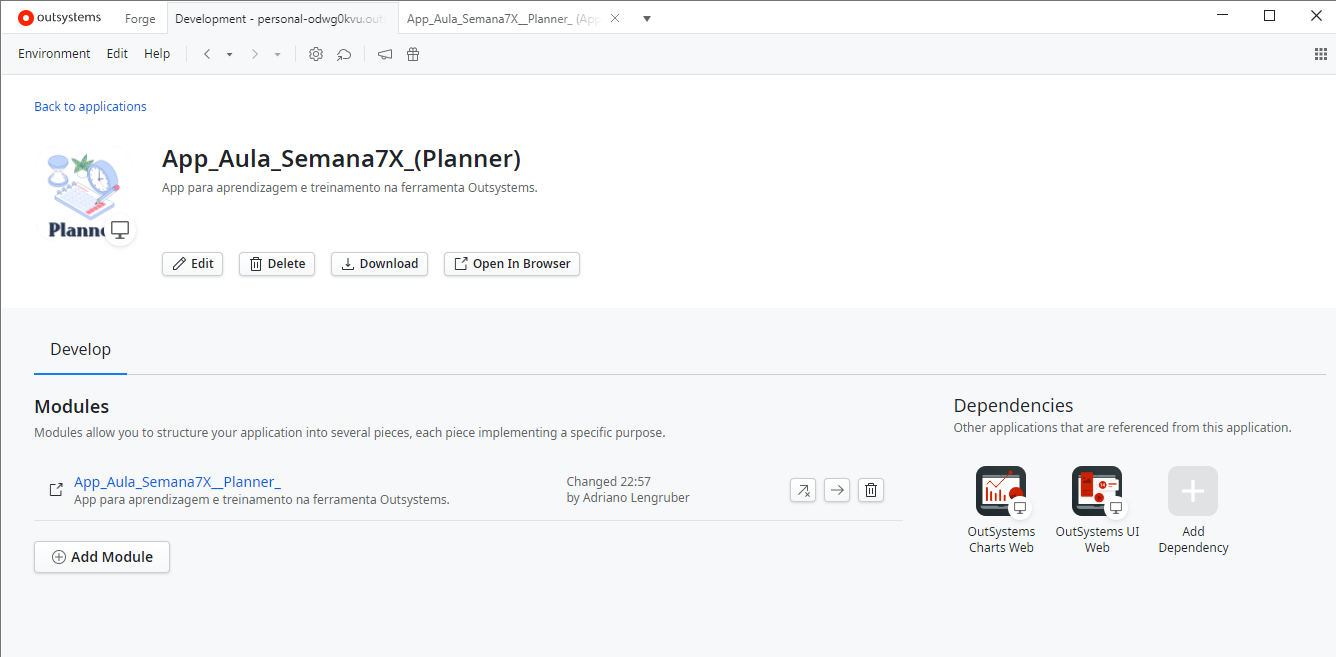 outsystems Forge Development - personal-odwg0kvu.out App_Aula_Semana7X__Planner_ (App
Environment Edit Help
Back to applications
App_Aula_Semana7X_(Planner)
App para aprendizagem e treinamento na ferramenta Outsystems.
Plann
Edit Delete Download Open In Browser
Develop
Modules
Modules allow you to structure your application into several pieces, each piece implementing a specific purpose.
App_Aula_Semana7X__Planner_
App para aprendizagem e treinamento na ferramenta Outsystems.
Changed 22:57
by Adriano Lengruber
Add Module
Dependencies
Other applications that are referenced from this application.
OutSystems
Charts Web
OutSystems UI
Web
Add
Dependency